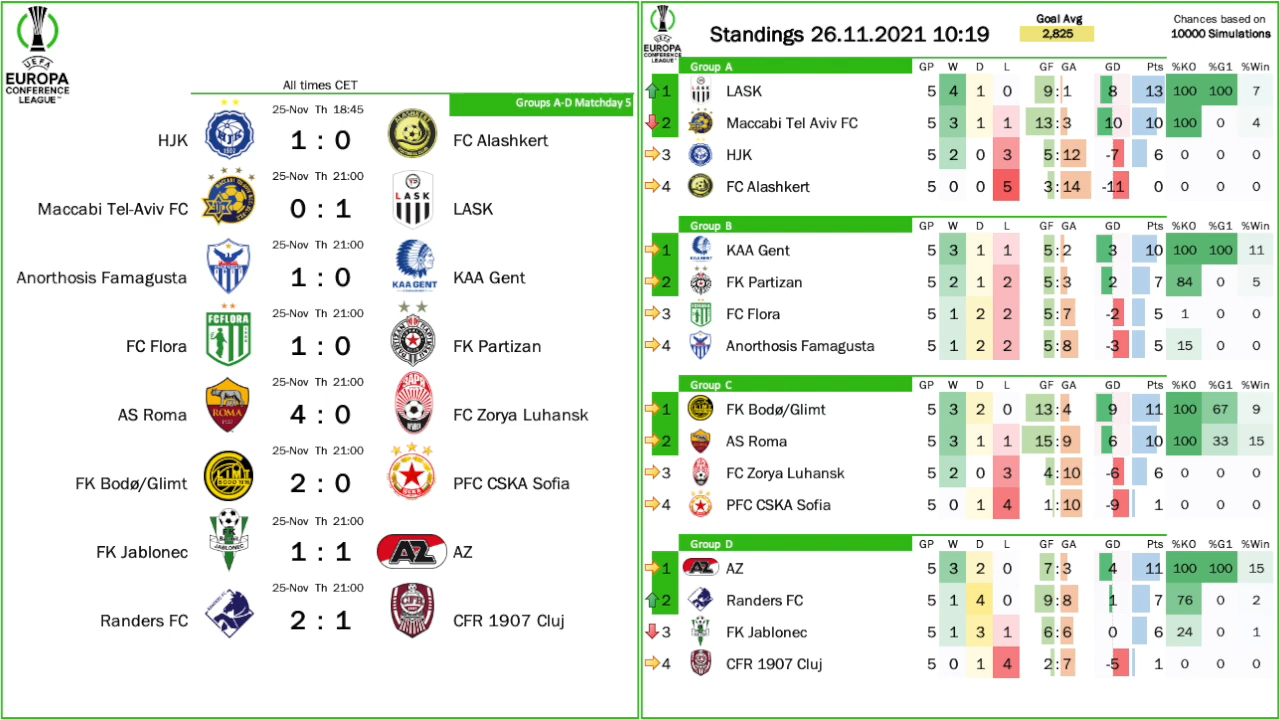 UEFA
EUROPA
CONFERENCE
LEAGUE™
All times CET
Groups A-D Matchday 5
25-Nov Th 18:45
HJK 1 : 0 FC Alashkert
25-Nov Th 21:00
Maccabi Tel-Aviv FC 0 : 1 LASK
25-Nov Th 21:00
Anorthosis Famagusta 1 : 0 KAA Gent
25-Nov Th 21:00
FC Flora 1 : 0 FK Partizan
25-Nov Th 21:00
AS Roma 4 : 0 FC Zorya Luhansk
25-Nov Th 21:00
FK Bodø/Glimt 2 : 0 PFC CSKA Sofia
25-Nov Th 21:00
FK Jablonec 1 : 1 AZ
25-Nov Th 21:00
Randers FC 2 : 1 CFR 1907 Cluj
UEFA
EUROPA
CONFERENCE
LEAGUE™
Standings 26.11.2021 10:19
Goal Avg
2,825
Chances based on
10000 Simulations
Group A GP W D L GF GA GD Pts %KO %G1 %Win
1 LASK 5 4 1 0 9 : 1 8 13 100 100 7
2 Maccabi Tel Aviv FC 5 3 1 1 13 : 3 10 10 100 0 4
3 HJK 5 2 0 3 5 : 12 -7 6 0 0 0
4 FC Alashkert 5 0 0 5 3 : 14 -11 0 0 0 0
Group B GP W D L GF GA GD Pts %KO %G1 %Win
1 KAA Gent 5 3 1 1 5 : 2 3 10 100 100 11
2 FK Partizan 5 2 1 2 5 : 3 2 7 84 0 5
3 FC Flora 5 1 2 2 5 : 7 -2 5 1 0 0
4 Anorthosis Famagusta 5 1 2 2 5 : 8 -3 5 15 0 0
Group C GP W D L GF GA GD Pts %KO %G1 %Win
1 FK Bodø/Glimt 5 3 2 0 13 : 4 9 11 100 67 9
2 AS Roma 5 3 1 1 15 : 9 6 10 100 33 15
3 FC Zorya Luhansk 5 2 0 3 4 : 10 -6 6 0 0 0
4 PFC CSKA Sofia 5 0 1 4 1 : 10 -9 1 0 0 0
Group D GP W D L GF GA GD Pts %KO %G1 %Win
1 AZ 5 3 2 0 7 : 3 4 11 100 100 15
2 Randers FC 5 1 4 0 9 : 8 1 7 76 0 2
3 FK Jablonec 5 1 3 1 6 : 6 0 6 24 0 1
4 CFR 1907 Cluj 5 0 1 4 2 : 7 -5 1 0 0 0